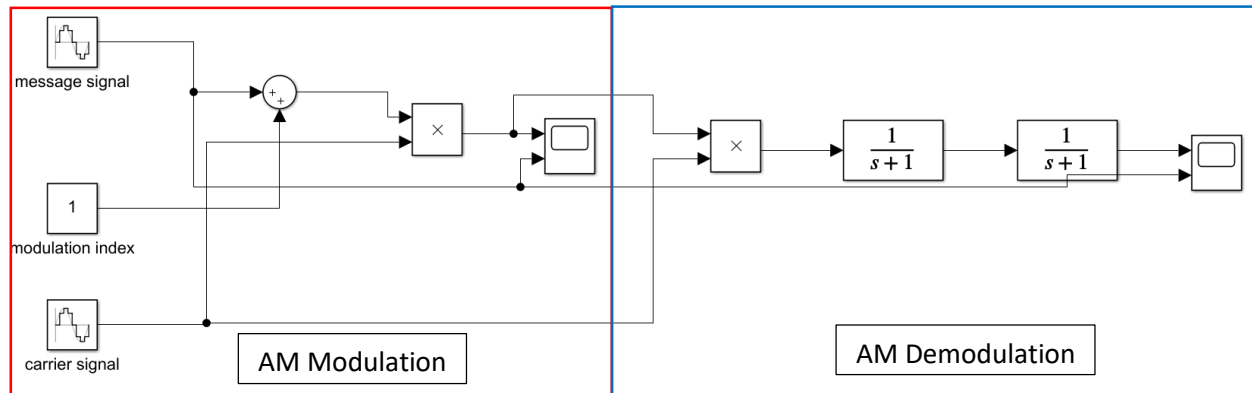 message signal
+
+
×
1
modulation index
carrier signal
AM Modulation
×
1
s + 1
1
s + 1
AM Demodulation